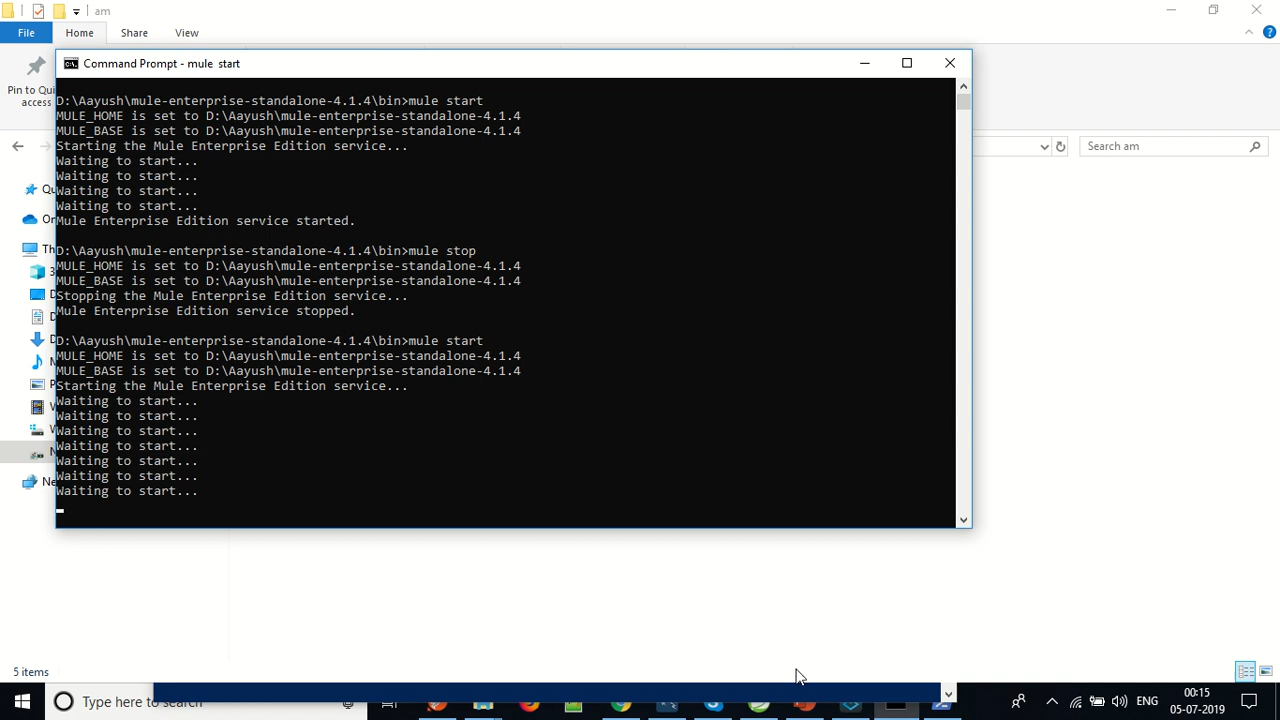 am
File Home Share View
Command Prompt - mule start
Pin to Qui
access
Search am
D:\Aayush\mule-enterprise-standalone-4.1.4\bin>mule start
MULE_HOME is set to D:\Aayush\mule-enterprise-standalone-4.1.4
MULE_BASE is set to D:\Aayush\mule-enterprise-standalone-4.1.4
Starting the Mule Enterprise Edition service...
Waiting to start...
Waiting to start...
Waiting to start...
Waiting to start...
Mule Enterprise Edition service started.
D:\Aayush\mule-enterprise-standalone-4.1.4\bin>mule stop
MULE_HOME is set to D:\Aayush\mule-enterprise-standalone-4.1.4
MULE_BASE is set to D:\Aayush\mule-enterprise-standalone-4.1.4
Stopping the Mule Enterprise Edition service...
Mule Enterprise Edition service stopped.
D:\Aayush\mule-enterprise-standalone-4.1.4\bin>mule start
MULE_HOME is set to D:\Aayush\mule-enterprise-standalone-4.1.4
MULE_BASE is set to D:\Aayush\mule-enterprise-standalone-4.1.4
Starting the Mule Enterprise Edition service...
Waiting to start...
Waiting to start...
Waiting to start...
Waiting to start...
Waiting to start...
Waiting to start...
Waiting to start...
5 items
Type here to search
ENG
00:15
05-07-2019